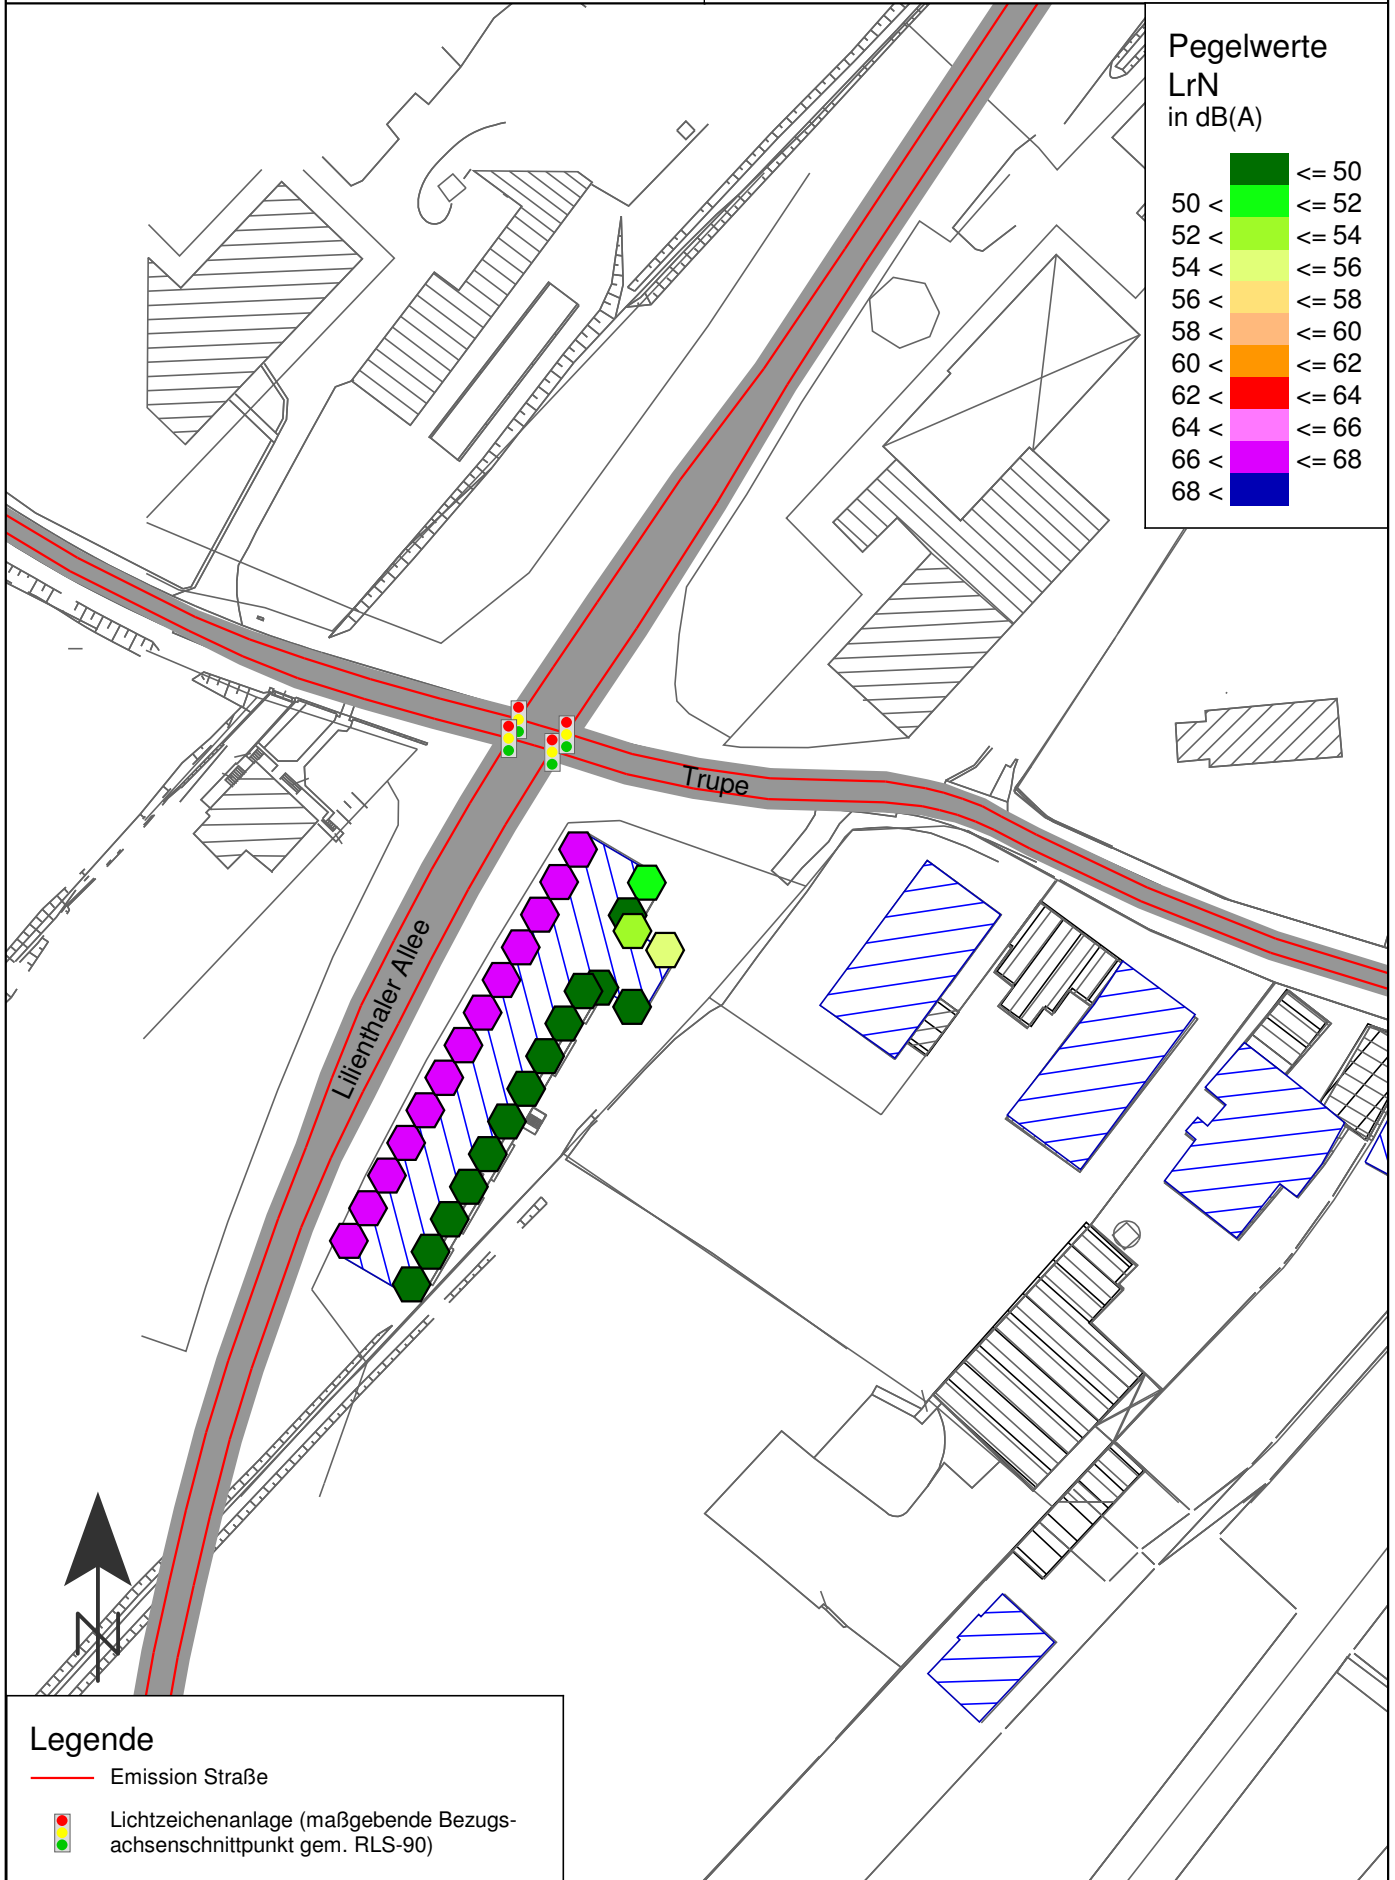 Pegelwerte
LrN
in dB(A)
<= 50
50 < <= 52
52 < <= 54
54 < <= 56
56 < <= 58
58 < <= 60
60 < <= 62
62 < <= 64
64 < <= 66
66 < <= 68
68 <
Trupe
Lilienthaler Allee
N
Legende
Emission Straße
Lichtzeichenanlage (maßgebende Bezugs-
achsenschnittpunkt gem. RLS-90)